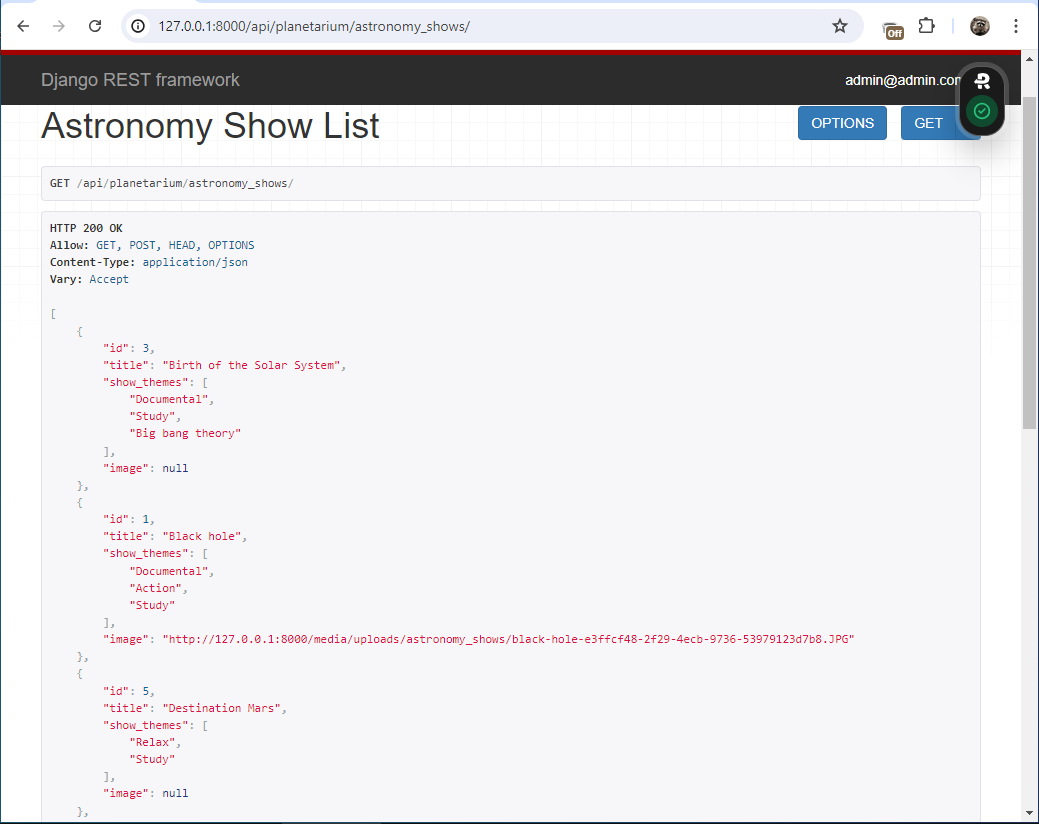 127.0.0.1:8000/api/planetarium/astronomy_shows/
Off
Django REST framework
admin@admin.com
Astronomy Show List
OPTIONS
GET
GET /api/planetarium/astronomy_shows/
HTTP 200 OK
Allow: GET, POST, HEAD, OPTIONS
Content-Type: application/json
Vary: Accept
[
    {
        "id": 3,
        "title": "Birth of the Solar System",
        "show_themes": [
            "Documental",
            "Study",
            "Big bang theory"
        ],
        "image": null
    },
    {
        "id": 1,
        "title": "Black hole",
        "show_themes": [
            "Documental",
            "Action",
            "Study"
        ],
        "image": "http://127.0.0.1:8000/media/uploads/astronomy_shows/black-hole-e3ffcf48-2f29-4ecb-9736-53979123d7b8.JPG"
    },
    {
        "id": 5,
        "title": "Destination Mars",
        "show_themes": [
            "Relax",
            "Study"
        ],
        "image": null
    },